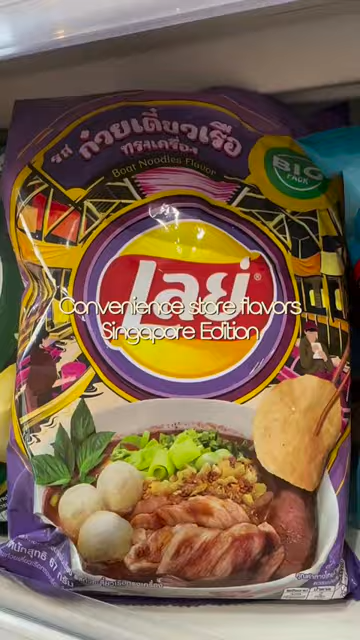 รส ก๋วยเตี๋ยวเรือ
ทรงเครื่อง
Boat Noodles Flavor
BIG
PACK
เลย์®
Convenience store flavors
Singapore Edition